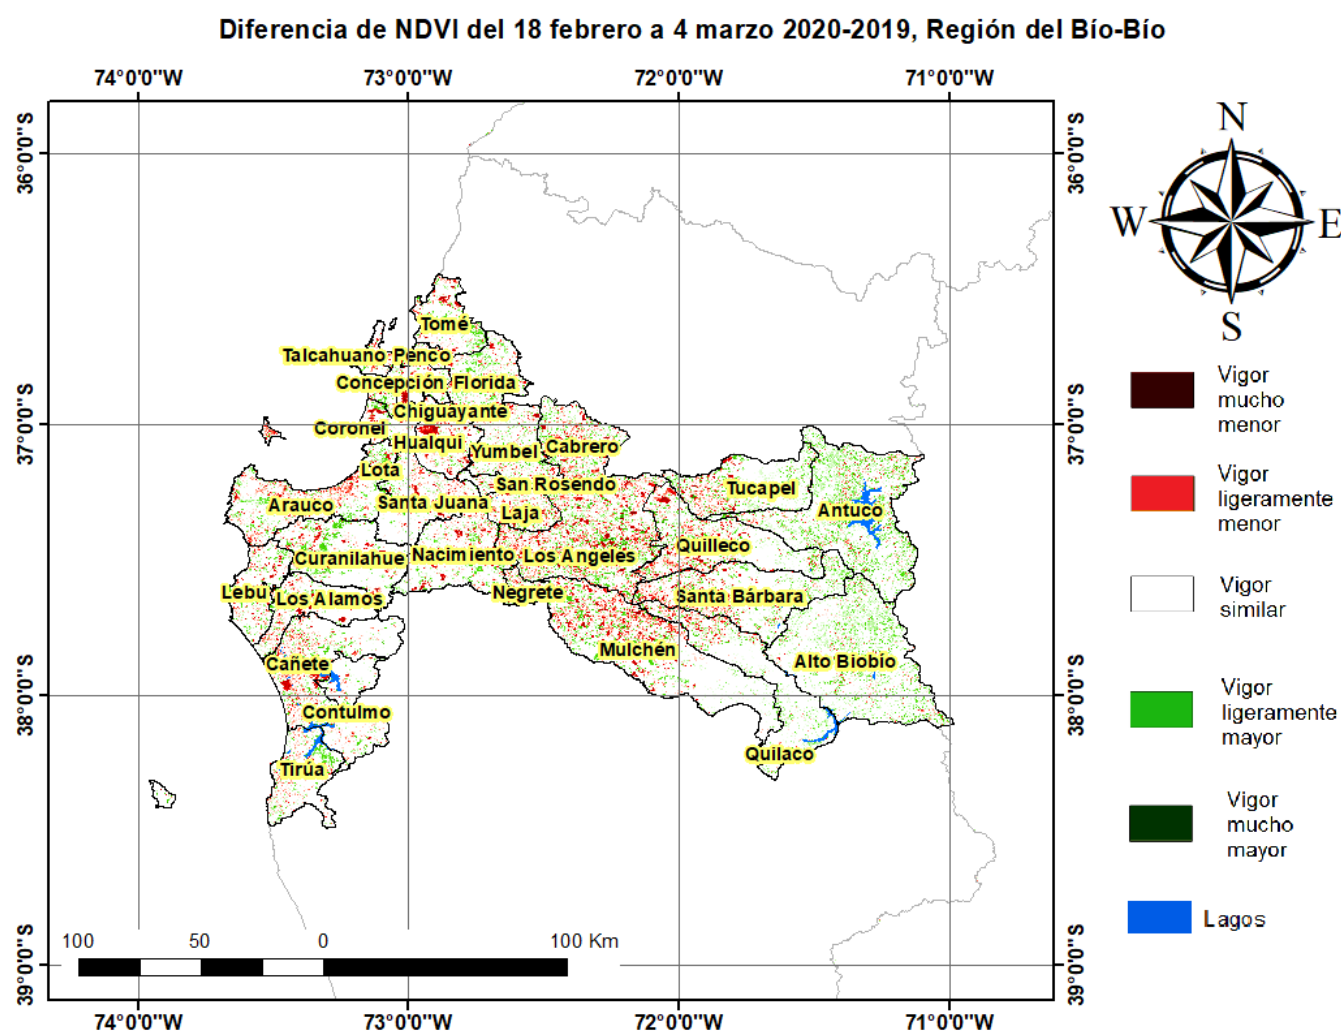 Diferencia de NDVI del 18 febrero a 4 marzo 2020-2019, Región del Bío-Bío
74°0'0"W 73°0'0"W 72°0'0"W 71°0'0"W
36°0'0"S
36°0'0"S
N
W E
S
Tomé
Talcahuano Penco
Concepción Florida
Chiguayante
Coronel
Hualqui
Yumbel
Cabrero
37°0'0"S
37°0'0"S
Lota
San Rosendo
Tucapel
Arauco
Santa Juana
Laja
Antuco
Curanilahue
Nacimiento
Los Angeles
Quilleco
Lebu
Los Alamos
Negrete
Santa Bárbara
Mulchén
Cañete
Alto Biobío
38°0'0"S
38°0'0"S
Contulmo
Quilaco
Tirúa
100 50 0 100 Km
39°0'0"S
39°0'0"S
74°0'0"W 73°0'0"W 72°0'0"W 71°0'0"W
Vigor
mucho
menor
Vigor
ligeramente
menor
Vigor
similar
Vigor
ligeramente
mayor
Vigor
mucho
mayor
Lagos